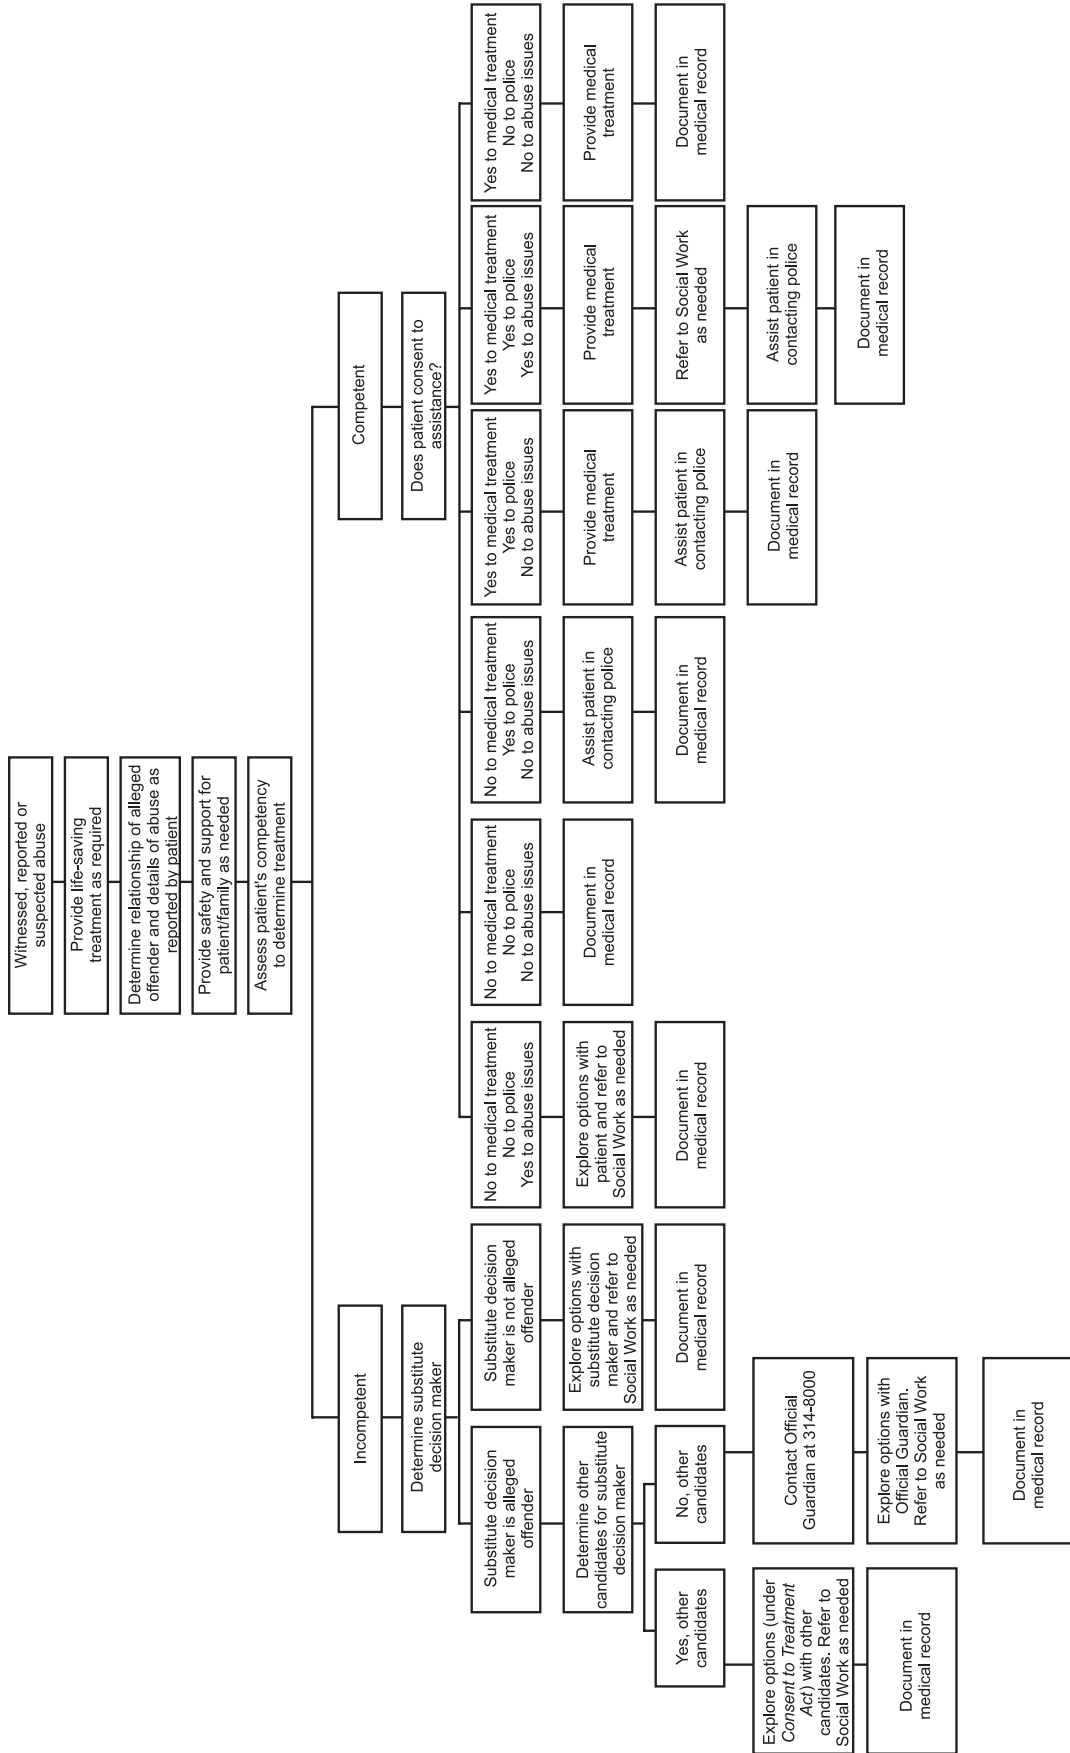 Witnessed, reported or
suspected abuse
Provide life-saving
treatment as required
Determine relationship of alleged
offender and details of abuse as
reported by patient
Provide safety and support for
patient/family as needed
Assess patient's competency
to determine treatment
Incompetent
Competent
Determine substitute
decision maker
Does patient consent to
assistance?
Substitute decision
maker is alleged
offender
Substitute decision
maker is not alleged
offender
No to medical treatment
No to police
Yes to abuse issues
No to medical treatment
No to police
No to abuse issues
No to medical treatment
Yes to police
No to abuse issues
Yes to medical treatment
Yes to police
No to abuse issues
Yes to medical treatment
Yes to police
Yes to abuse issues
Yes to medical treatment
No to police
No to abuse issues
Determine other
candidates for substitute
decision maker
Explore options with
substitute decision
maker and refer to
Social Work as needed
Explore options with
patient and refer to
Social Work as needed
Document in
medical record
Assist patient in
contacting police
Provide medical
treatment
Provide medical
treatment
Provide medical
treatment
Yes, other
candidates
No, other
candidates
Document in
medical record
Document in
medical record
Document in
medical record
Assist patient in
contacting police
Refer to Social Work
as needed
Document in
medical record
Explore options (under
Consent to Treatment
Act) with other
candidates. Refer to
Social Work as needed
Contact Official
Guardian at 314-8000
Document in
medical record
Assist patient in
contacting police
Document in
medical record
Explore options with
Official Guardian.
Refer to Social Work
as needed
Document in
medical record
Document in
medical record